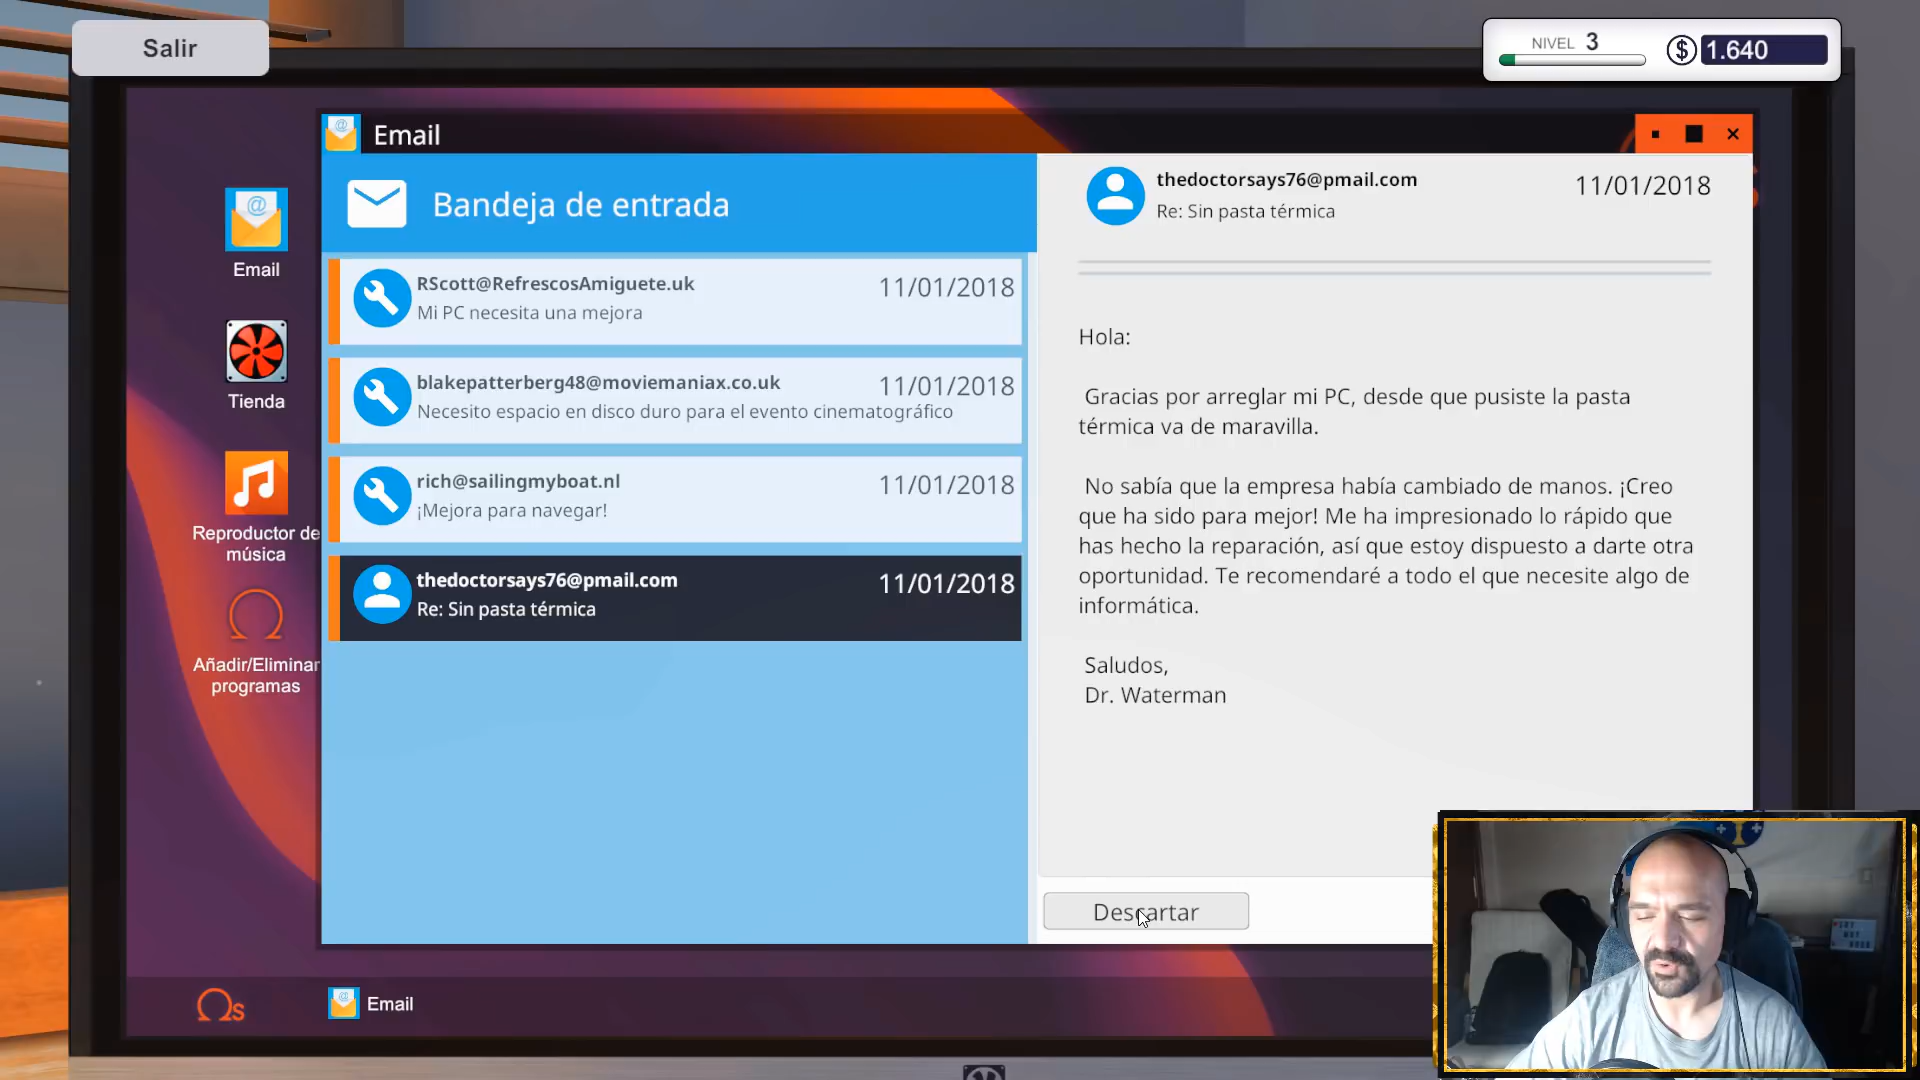 Salir
NIVEL 3
$ 1.640
Email
Bandeja de entrada
RScott@RefrescosAmiguete.uk
11/01/2018
Mi PC necesita una mejora
blakepatterberg48@moviemaniax.co.uk
11/01/2018
Necesito espacio en disco duro para el evento cinematográfico
rich@sailingmyboat.nl
11/01/2018
¡Mejora para navegar!
thedoctorsays76@pmail.com
11/01/2018
Re: Sin pasta térmica
thedoctorsays76@pmail.com
11/01/2018
Re: Sin pasta térmica
Hola:
Gracias por arreglar mi PC, desde que pusiste la pasta
térmica va de maravilla.
No sabía que la empresa había cambiado de manos. ¡Creo
que ha sido para mejor! Me ha impresionado lo rápido que
has hecho la reparación, así que estoy dispuesto a darte otra
oportunidad. Te recomendaré a todo el que necesite algo de
informática.
Saludos,
Dr. Waterman
Descartar
Email
Tienda
Reproductor de
música
Añadir/Eliminar
programas
Ωs
Email